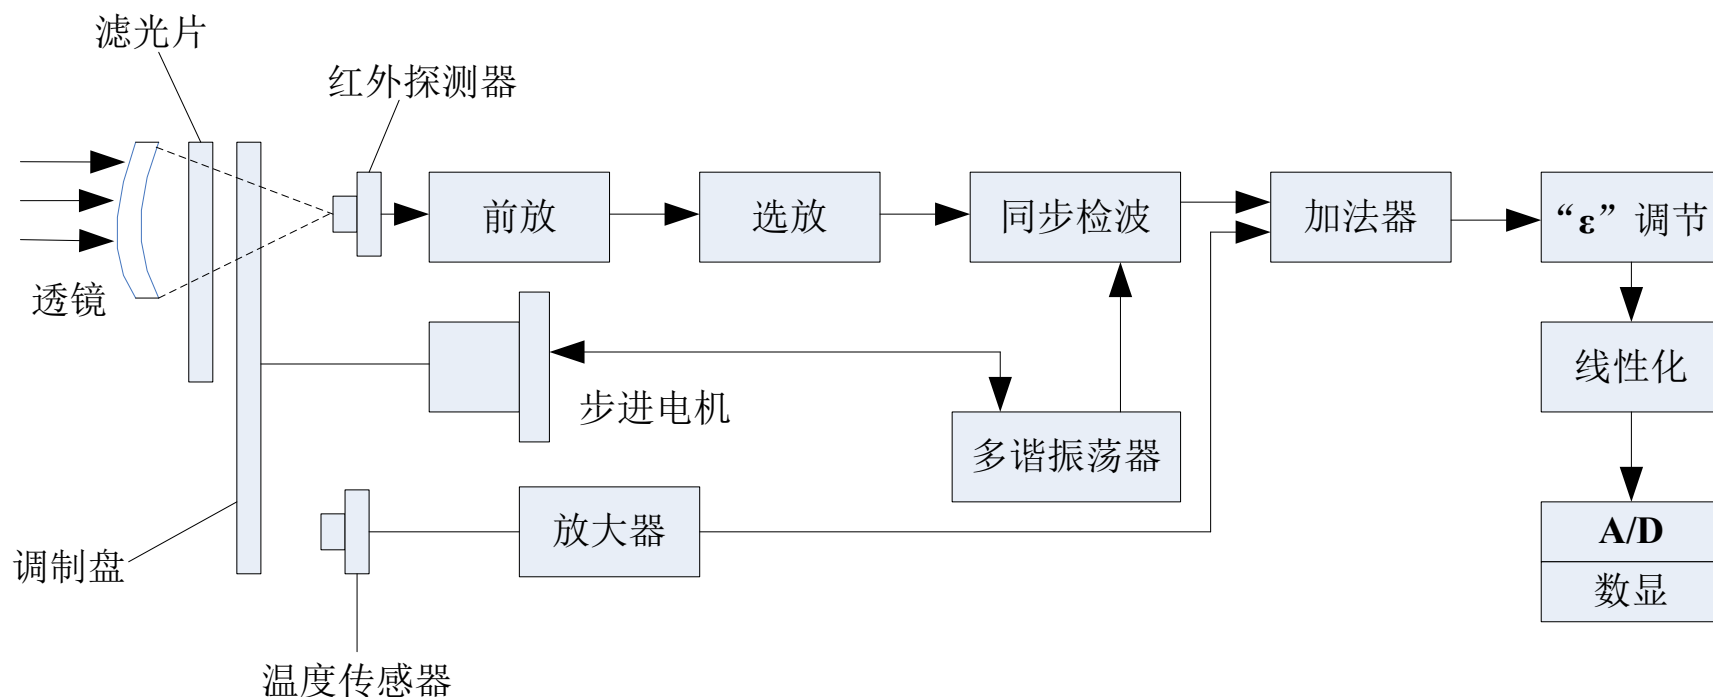 滤光片
红外探测器
前放
选放
同步检波
加法器
“ε”调节
透镜
线性化
步进电机
多谐振荡器
放大器
A/D
调制盘
数显
温度传感器